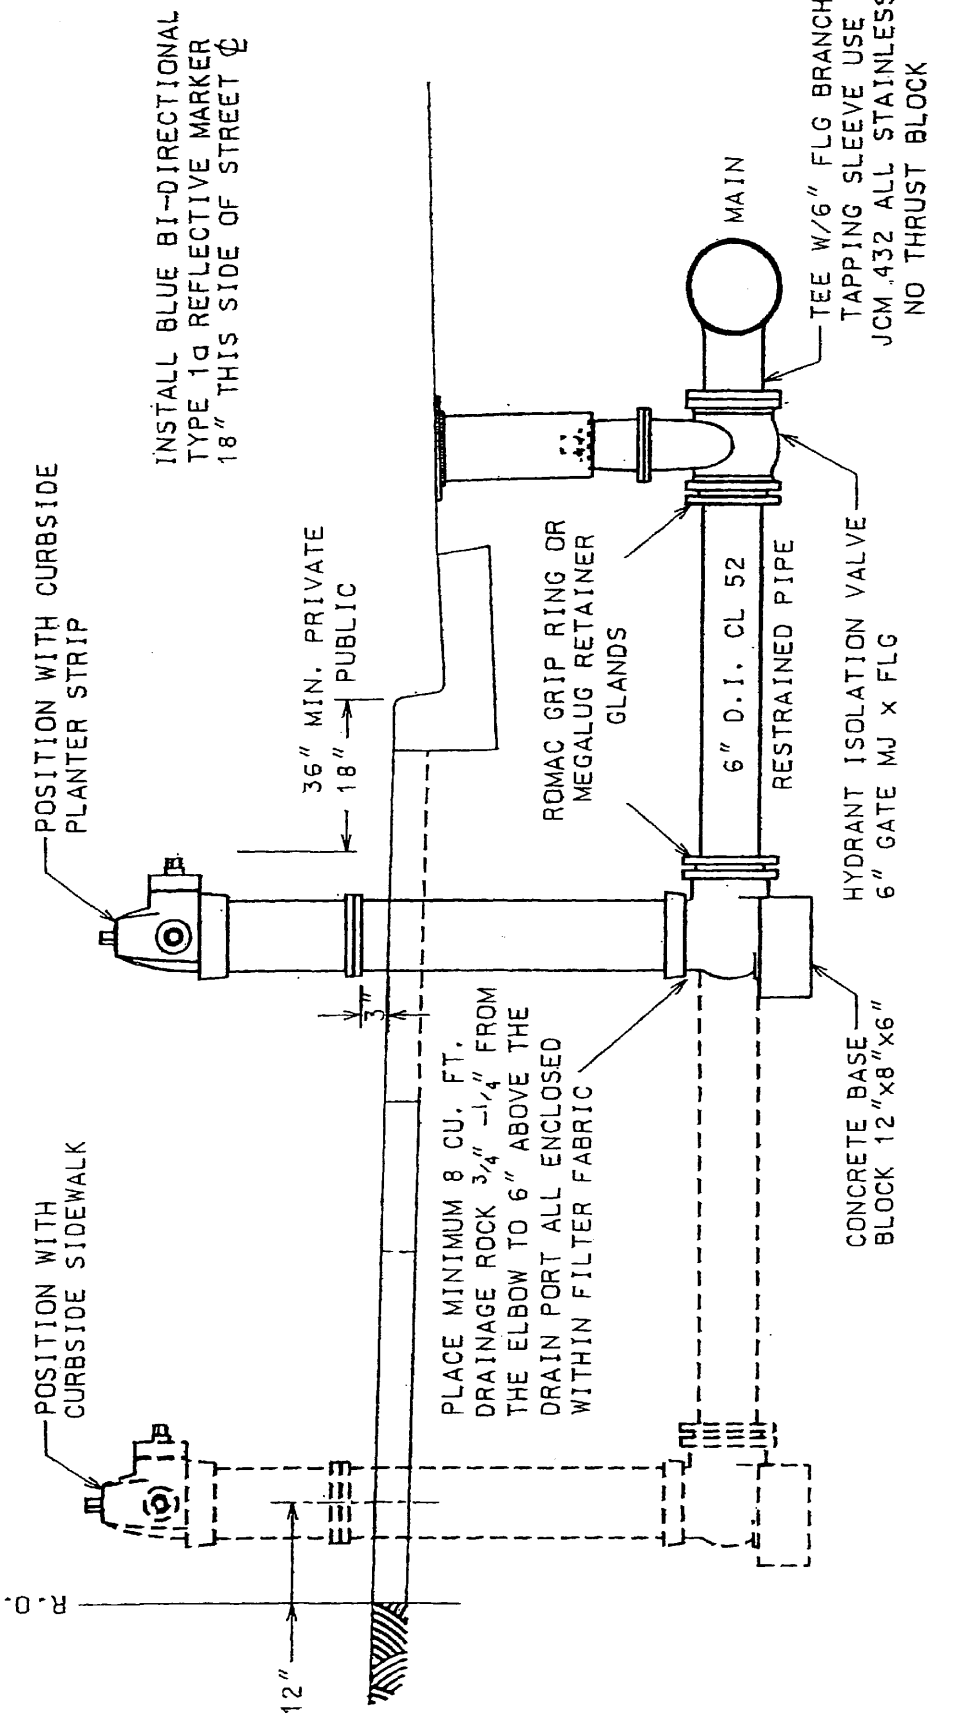 INSTALL BLUE BI-DIRECTIONAL
TYPE 1a REFLECTIVE MARKER
18" THIS SIDE OF STREET ℄
POSITION WITH CURBSIDE
PLANTER STRIP
POSITION WITH
CURBSIDE SIDEWALK
R.O.
12"
36" MIN. PRIVATE
18" PUBLIC
3"
ROMAC GRIP RING OR
MEGALUG RETAINER
GLANDS
PLACE MINIMUM 8 CU. FT.
DRAINAGE ROCK 3/4" -1/4" FROM
THE ELBOW TO 6" ABOVE THE
DRAIN PORT ALL ENCLOSED
WITHIN FILTER FABRIC
MAIN
6" D.I. CL 52
RESTRAINED PIPE
TEE W/6" FLG BRANCH
TAPPING SLEEVE USE
JCM 432 ALL STAINLESS
NO THRUST BLOCK
HYDRANT ISOLATION VALVE
6" GATE MJ x FLG
CONCRETE BASE
BLOCK 12"x8"x6"